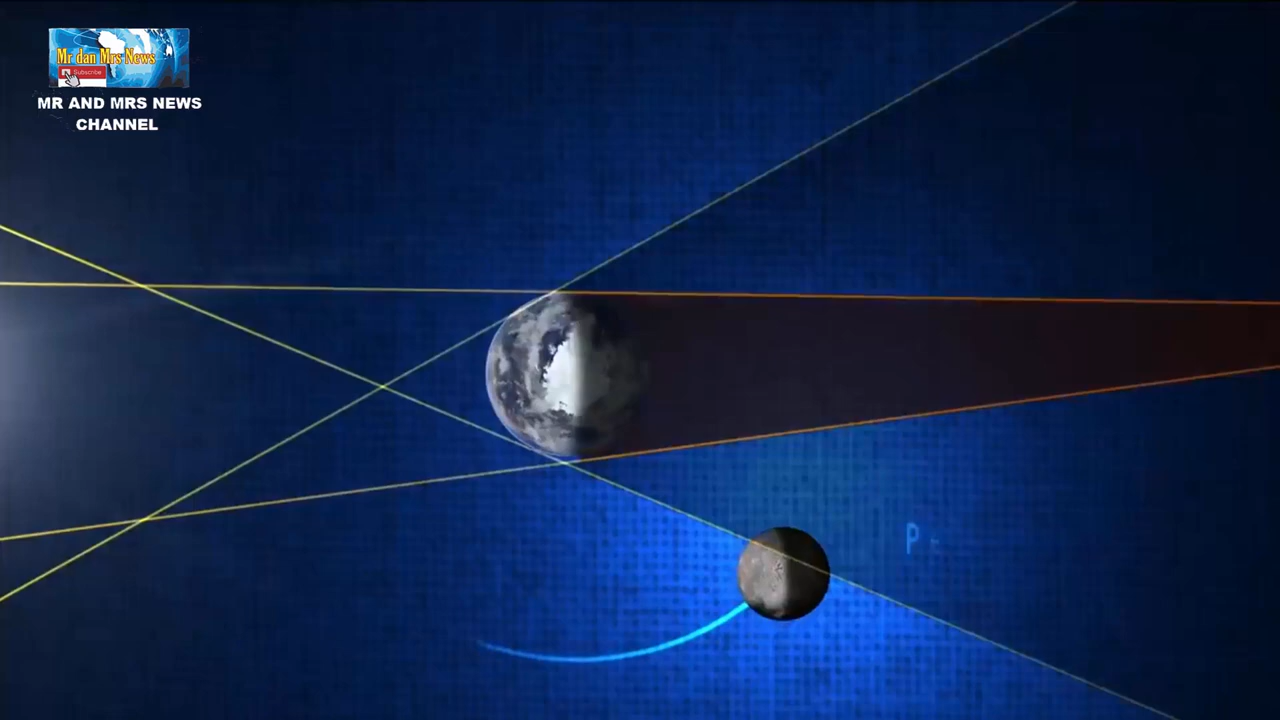 Mr dan Mrs News
Subscribe
MR AND MRS NEWS
CHANNEL
P